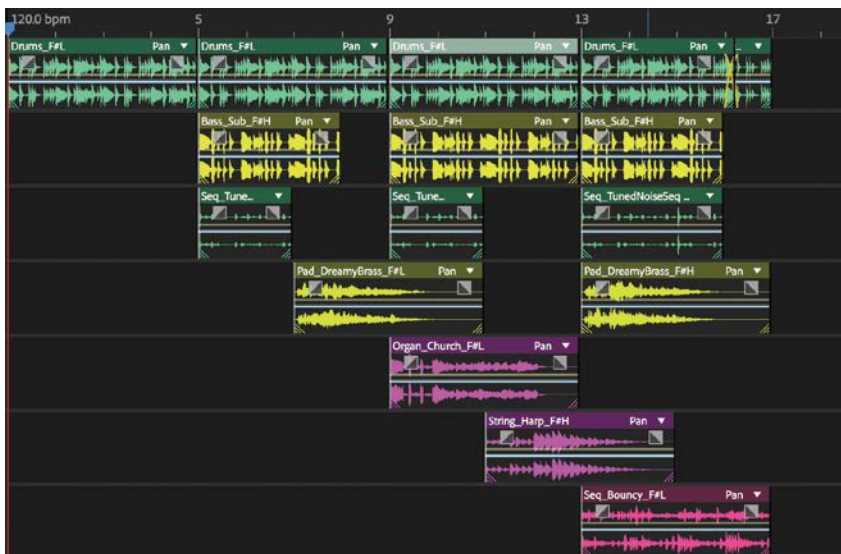 120.0 bpm 5 9 13 17
Drums_F#L Pan Drums_F#L Pan Drums_F#L Pan Drums_F#L Pan ..
Bass_Sub_F#H Pan Bass_Sub_F#H Pan Bass_Sub_F#H Pan
Seq_Tune... Seq_Tune... Seq_TunedNoiseSeq ...
Pad_DreamyBrass_F#L Pan Pad_DreamyBrass_F#H Pan
Organ_Church_F#L Pan
String_Harp_F#H Pan
Seq_Bouncy_F#L Pan